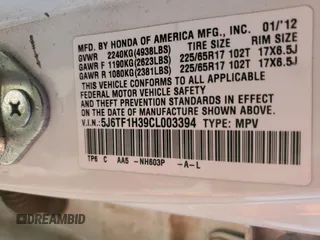 MFD. BY HONDA OF AMERICA MFG., INC. 01/'12
GVWR 2240KG(4938LBS) TIRE SIZE RIM SIZE
GAWR F 1190KG(2623LBS) 225/65R17 102T 17X6.5J
GAWR R 1080KG(2381LBS) 225/65R17 102T 17X6.5J
THIS VEHICLE CONFORMS TO ALL APPLICABLE
FEDERAL MOTOR VEHICLE SAFETY
AND THEFT PREVENTION STANDARDS IN EFFECT
ON THE DATE OF MANUFACTURE SHOWN ABOVE.
V.I.N.: 5J6TF1H39CL003394 TYPE: MPV
TP6 C AA5 -NH603P -A-L
DREAMBID